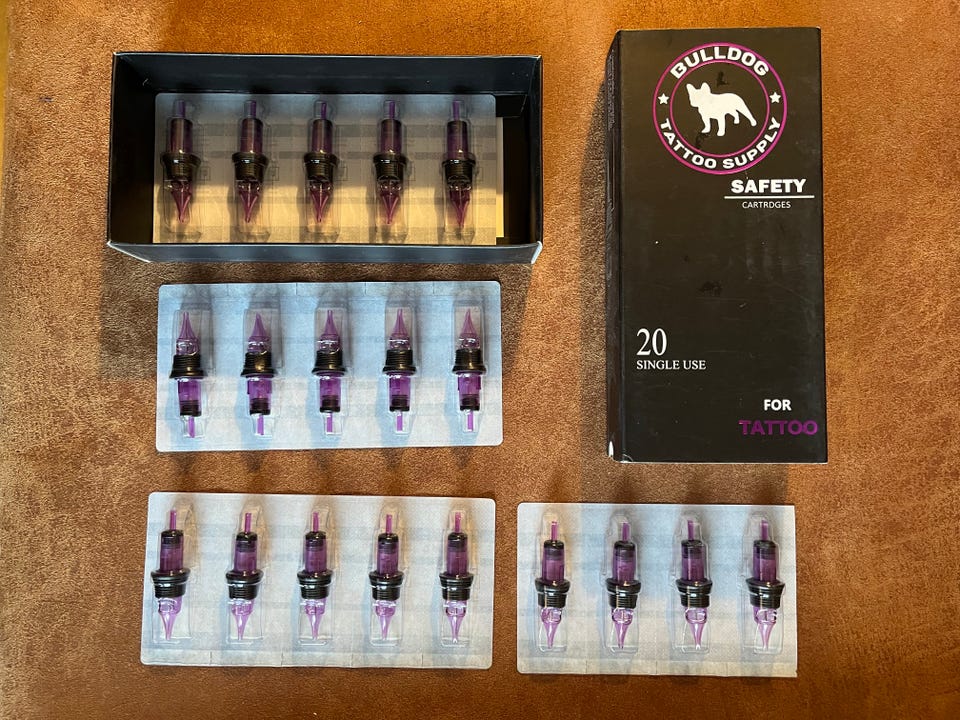 BULLDOG
TATTOO SUPPLY
SAFETY
CARTRDGES
20
SINGLE USE
FOR
TATTOO